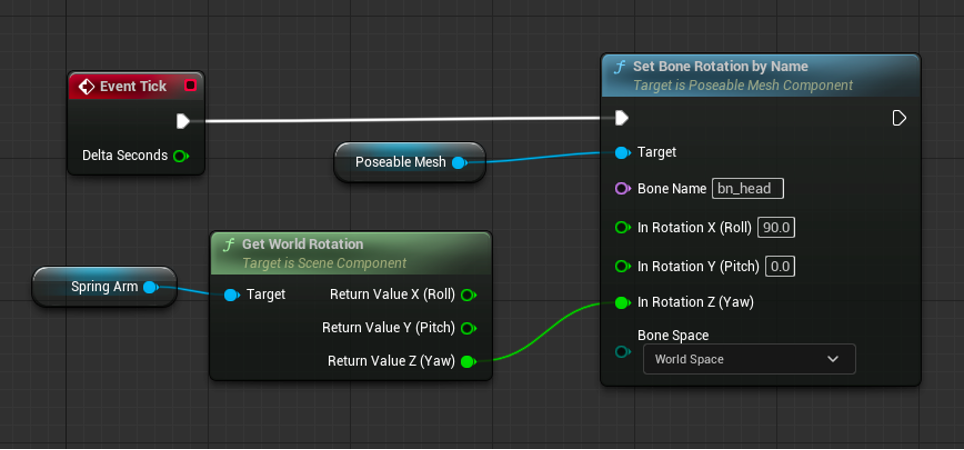 Event Tick
Delta Seconds
Poseable Mesh
Set Bone Rotation by Name
Target is Poseable Mesh Component
Target
Bone Name bn_head
In Rotation X (Roll) 90.0
In Rotation Y (Pitch) 0.0
In Rotation Z (Yaw)
Bone Space
World Space
Spring Arm
Get World Rotation
Target is Scene Component
Target Return Value X (Roll)
Return Value Y (Pitch)
Return Value Z (Yaw)